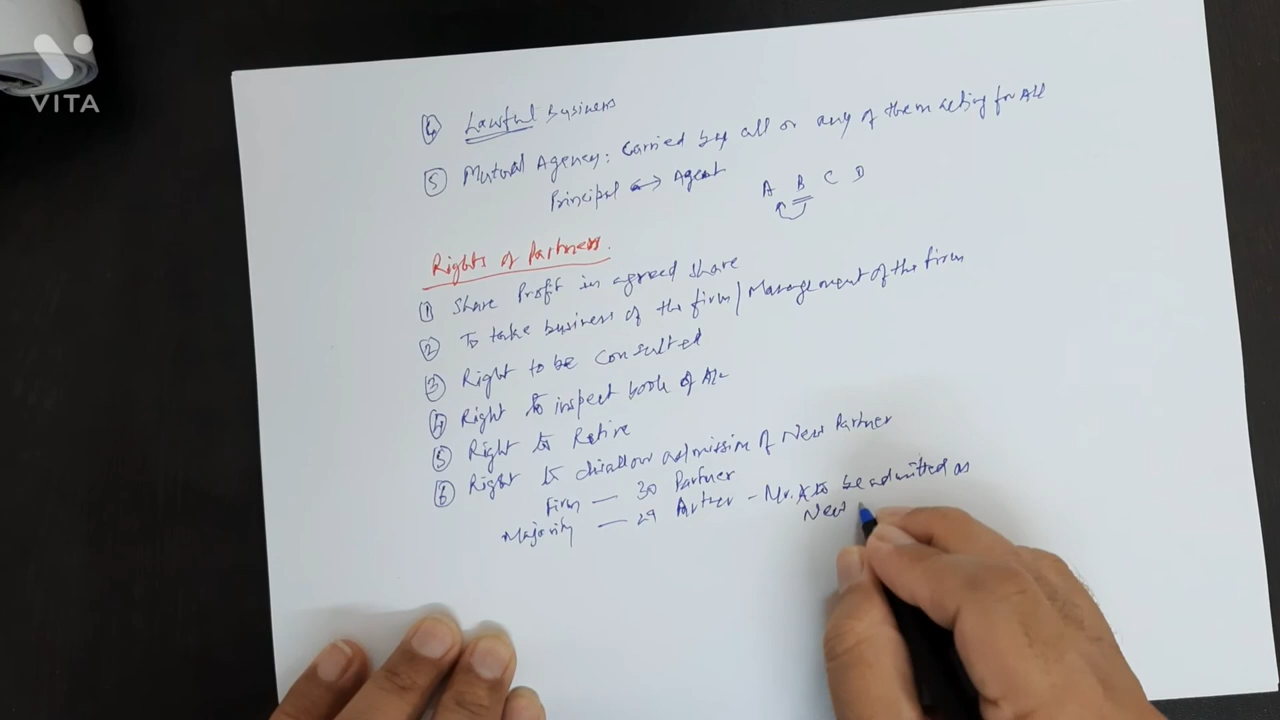 VITA
④ Lawful Business
⑤ Mutual Agency: Carried by all or any of them acting for All
Principal ↔ Agent
A B C D
Rights of Partners.
① Share Profit in agreed share
② To take business of the firm / Management of the firm
③ Right to be consulted
④ Right to inspect book of A/c
⑤ Right to Retire
⑥ Right to disallow admission of New Partner
Firm — 30 Partner
Majority — 29 Partner - Mr. A to be admitted as
New